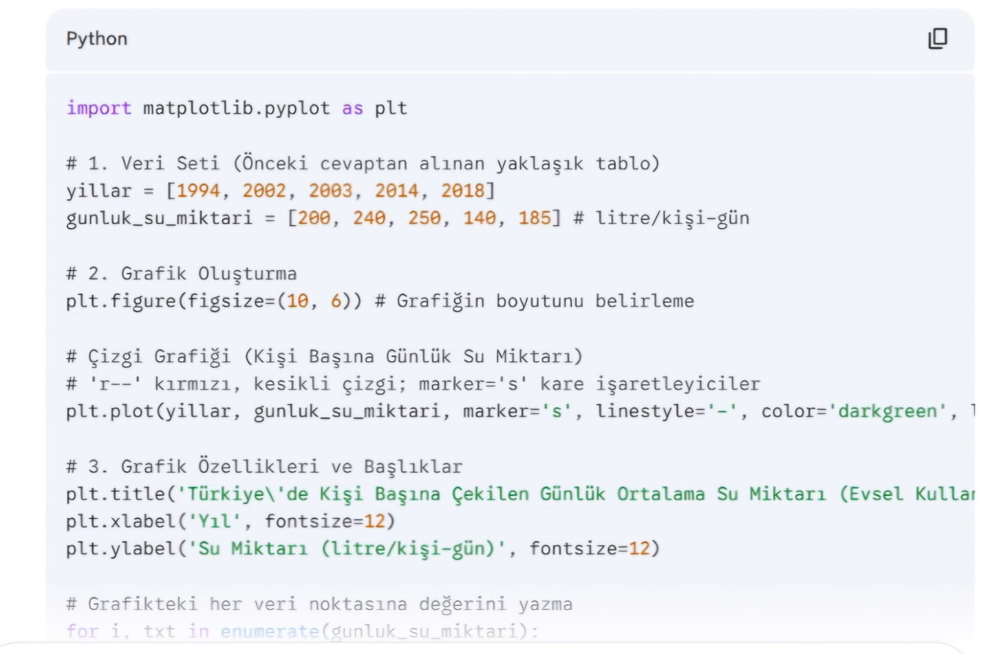 Python
import matplotlib.pyplot as plt
# 1. Veri Seti (Önceki cevaptan alınan yaklaşık tablo)
yillar = [1994, 2002, 2003, 2014, 2018]
gunluk_su_miktari = [200, 240, 250, 140, 185] # litre/kişi-gün
# 2. Grafik Oluşturma
plt.figure(figsize=(10, 6)) # Grafiğin boyutunu belirleme
# Çizgi Grafiği (Kişi Başına Günlük Su Miktarı)
# 'r--' kırmızı, kesikli çizgi; marker='s' kare işaretleyiciler
plt.plot(yillar, gunluk_su_miktari, marker='s', linestyle='-', color='darkgreen',
# 3. Grafik Özellikleri ve Başlıklar
plt.title('Türkiye\'de Kişi Başına Çekilen Günlük Ortalama Su Miktarı (Evsel
plt.xlabel('Yıl', fontsize=12)
plt.ylabel('Su Miktarı (litre/kişi-gün)', fontsize=12)
# Grafikteki her veri noktasına değerini yazma
for i, txt in enumerate(gunluk_su_miktari):